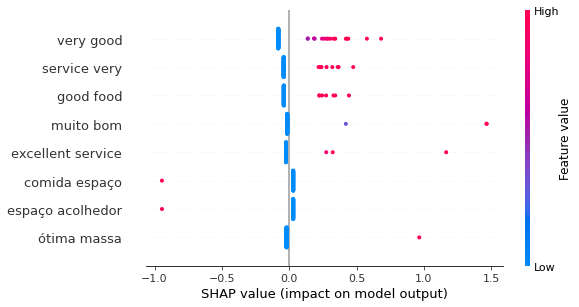 High
very good
service very
good food
muito bom
excellent service
comida espaço
espaço acolhedor
ótima massa
Feature value
Low
−1.0 −0.5 0.0 0.5 1.0 1.5
SHAP value (impact on model output)